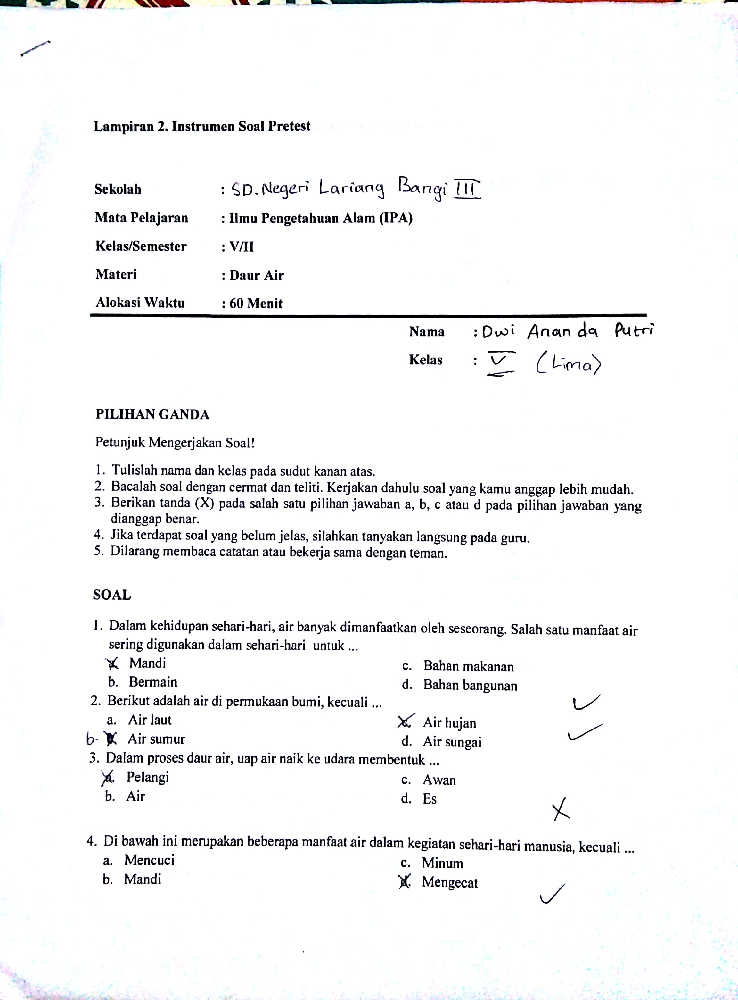 Lampiran 2. Instrumen Soal Pretest
Sekolah : SD. Negeri Lariang Bangi III
Mata Pelajaran : Ilmu Pengetahuan Alam (IPA)
Kelas/Semester : V/II
Materi : Daur Air
Alokasi Waktu : 60 Menit
Nama : Dwi Ananda Putri
Kelas : V (Lima)
PILIHAN GANDA
Petunjuk Mengerjakan Soal!
1. Tulislah nama dan kelas pada sudut kanan atas.
2. Bacalah soal dengan cermat dan teliti. Kerjakan dahulu soal yang kamu anggap lebih mudah.
3. Berikan tanda (X) pada salah satu pilihan jawaban a, b, c atau d pada pilihan jawaban yang
dianggap benar.
4. Jika terdapat soal yang belum jelas, silahkan tanyakan langsung pada guru.
5. Dilarang membaca catatan atau bekerja sama dengan teman.
SOAL
1. Dalam kehidupan sehari-hari, air banyak dimanfaatkan oleh seseorang. Salah satu manfaat air
sering digunakan dalam sehari-hari untuk ...
a. Mandi c. Bahan makanan
b. Bermain d. Bahan bangunan
2. Berikut adalah air di permukaan bumi, kecuali ...
a. Air laut c. Air hujan
b. Air sumur d. Air sungai
3. Dalam proses daur air, uap air naik ke udara membentuk ...
a. Pelangi c. Awan
b. Air d. Es
4. Di bawah ini merupakan beberapa manfaat air dalam kegiatan sehari-hari manusia, kecuali ...
a. Mencuci c. Minum
b. Mandi d. Mengecat